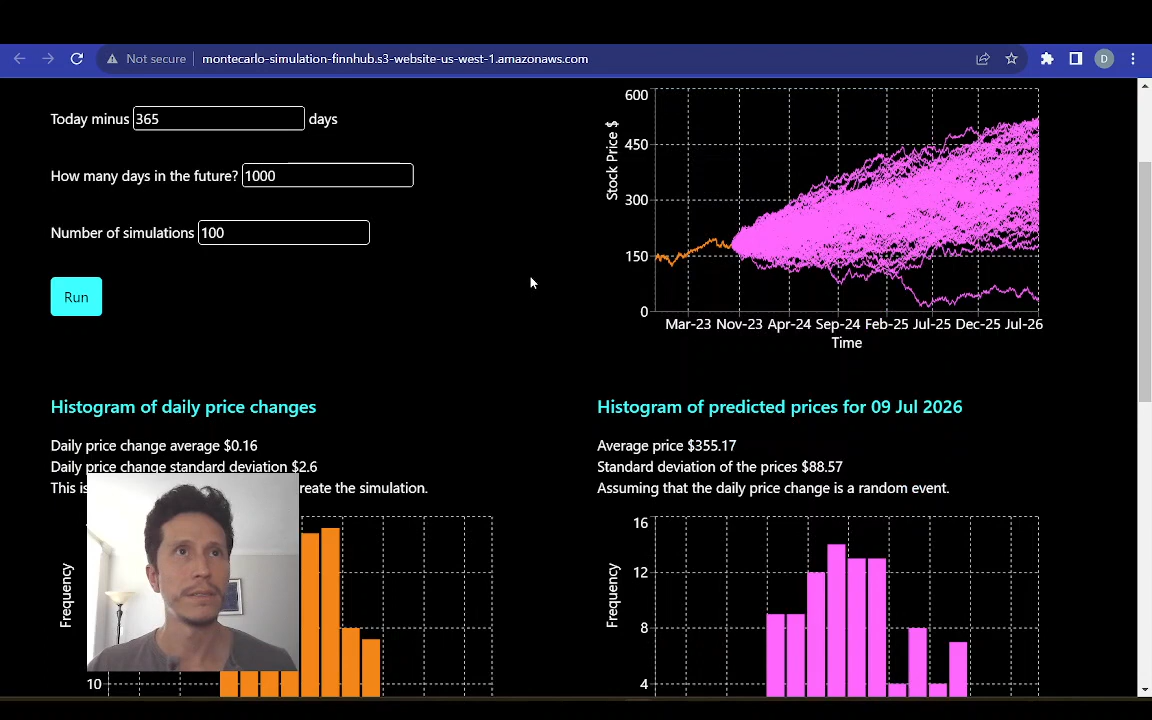 Not secure montecarlo-simulation-finnhub.s3-website-us-west-1.amazonaws.com D
Today minus 365 days
How many days in the future? 1000
Number of simulations 100
Run
Stock Price $
600
450
300
150
0
Mar-23 Nov-23 Apr-24 Sep-24 Feb-25 Jul-25 Dec-25 Jul-26
Time
Histogram of daily price changes
Daily price change average $0.16
Daily price change standard deviation $2.6
This is reate the simulation.
Frequency
10
Histogram of predicted prices for 09 Jul 2026
Average price $355.17
Standard deviation of the prices $88.57
Assuming that the daily price change is a random event.
Frequency
16
12
8
4